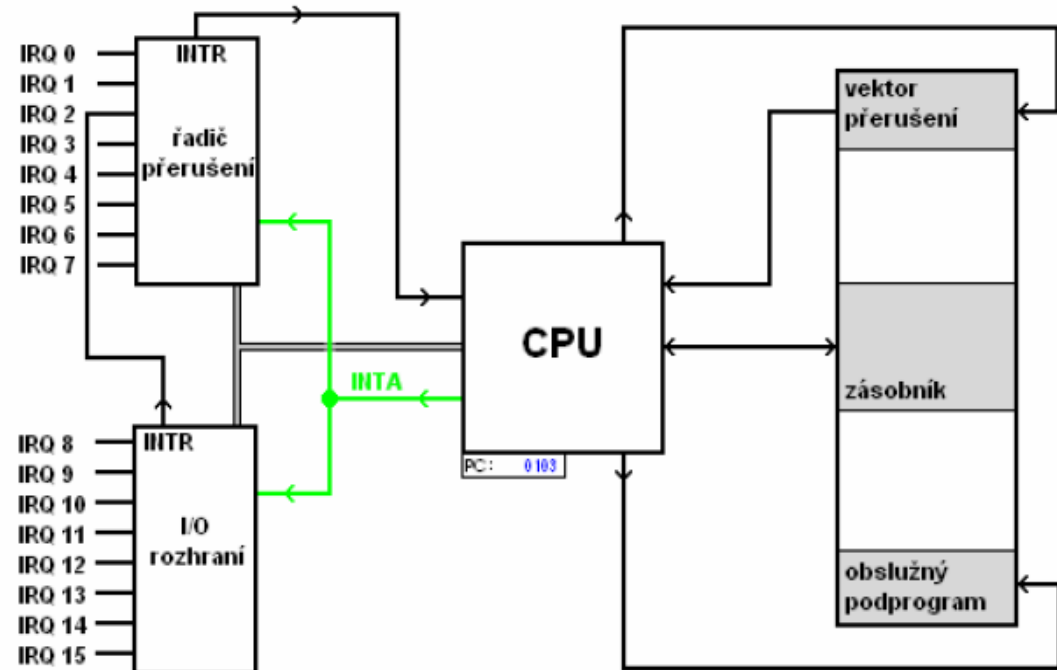 IRQ 0
IRQ 1
IRQ 2
IRQ 3
IRQ 4
IRQ 5
IRQ 6
IRQ 7
INTR
řadič
přerušení
INTA
CPU
PC: 0103
IRQ 8
IRQ 9
IRQ 10
IRQ 11
IRQ 12
IRQ 13
IRQ 14
IRQ 15
INTR
I/O
rozhraní
vektor
přerušení
zásobník
obslužný
podprogram